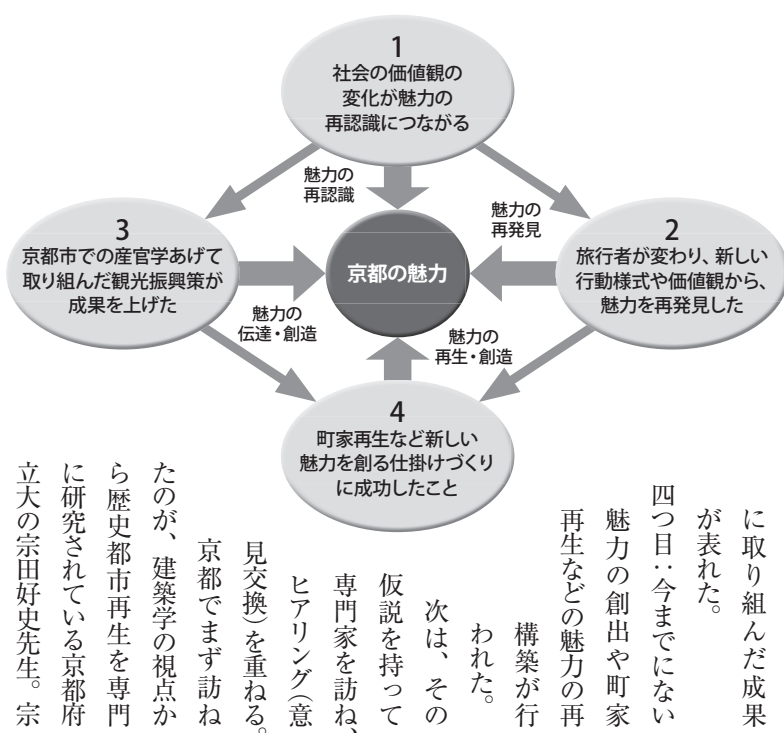 1
社会の価値観の
変化が魅力の
再認識につながる
魅力の
再認識
魅力の
再発見
3
京都市での産官学あげて
取り組んだ観光振興策が
成果を上げた
京都の魅力
2
旅行者が変わり、新しい
行動様式や価値観から、
魅力を再発見した
魅力の
伝達・創造
魅力の
再生・創造
4
町家再生など新しい
魅力を創る仕掛けづくり
に成功したこと
に取り組んだ成果
が表れた。
四つ目：今までにない
魅力の創出や町家
再生などの魅力の再
構築が行
われた。
次は、その
仮説を持って
専門家を訪ね、
ヒアリング（意
見交換）を重ねる。
京都でまず訪ね
たのが、建築学の視点か
ら歴史都市再生を専門
に研究されている京都府
立大の宗田好史先生。宗